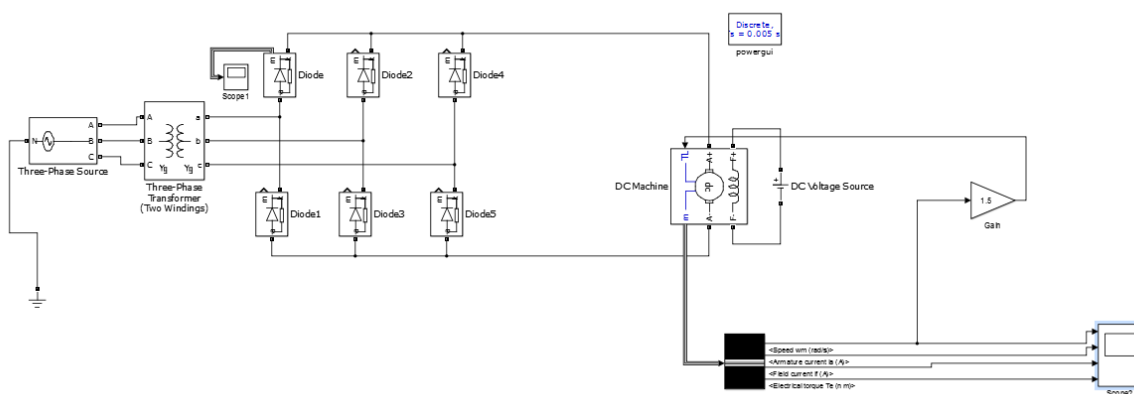 Discrete,
s = 0.005 s
powergui
Diode
Diode2
Diode4
Scope1
N
A
B
C
Three-Phase Source
A
B
C
a
b
c
Yg
Yg
Three-Phase
Transformer
(Two Windings)
Diode1
Diode3
Diode5
DC Machine
TL
m
A+
A-
F+
F-
dc
DC Voltage Source
1.5
Gain
<Speed wm (rad/s)>
<Armature current ia (A)>
<Field current if (A)>
<Electrical torque Te (n m)>
Scope2